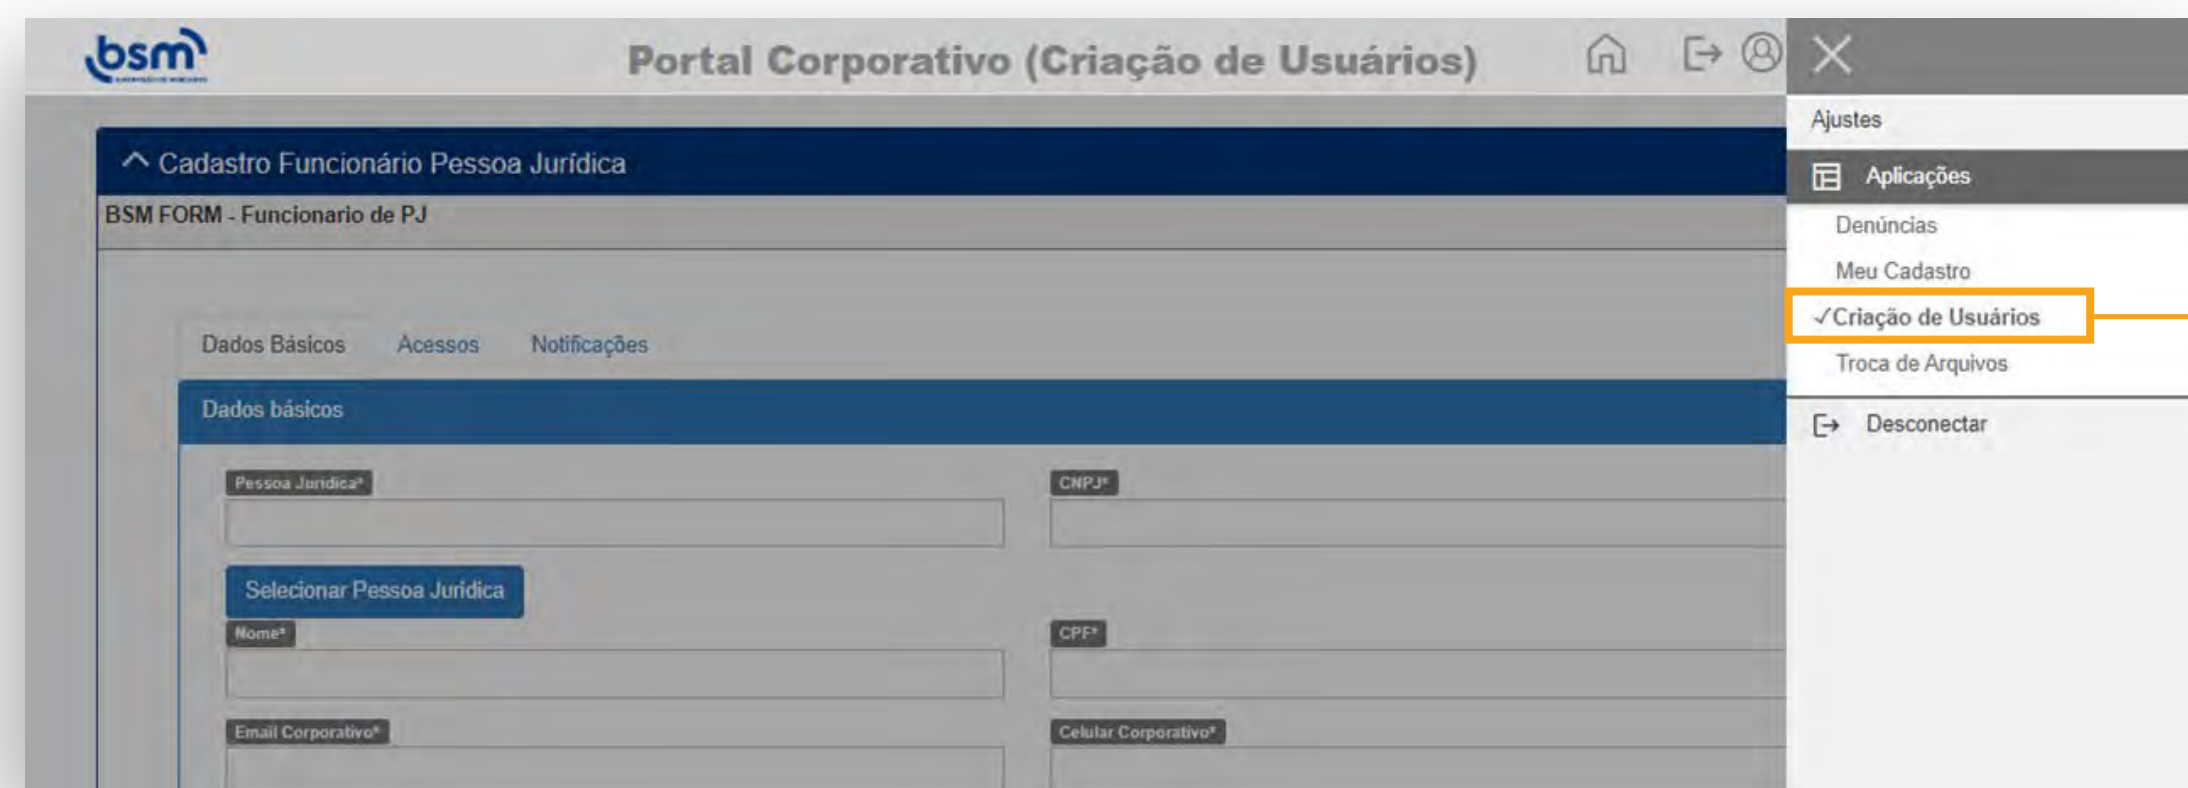 bsm
Portal Corporativo (Criação de Usuários)
Cadastro Funcionário Pessoa Jurídica
BSM FORM - Funcionario de PJ
Dados Básicos
Acessos
Notificações
Dados básicos
Pessoa Jurídica*
CNPJ*
Selecionar Pessoa Jurídica
Nome*
CPF*
Email Corporativo*
Celular Corporativo*
Ajustes
Aplicações
Denúncias
Meu Cadastro
✓Criação de Usuários
Troca de Arquivos
Desconectar